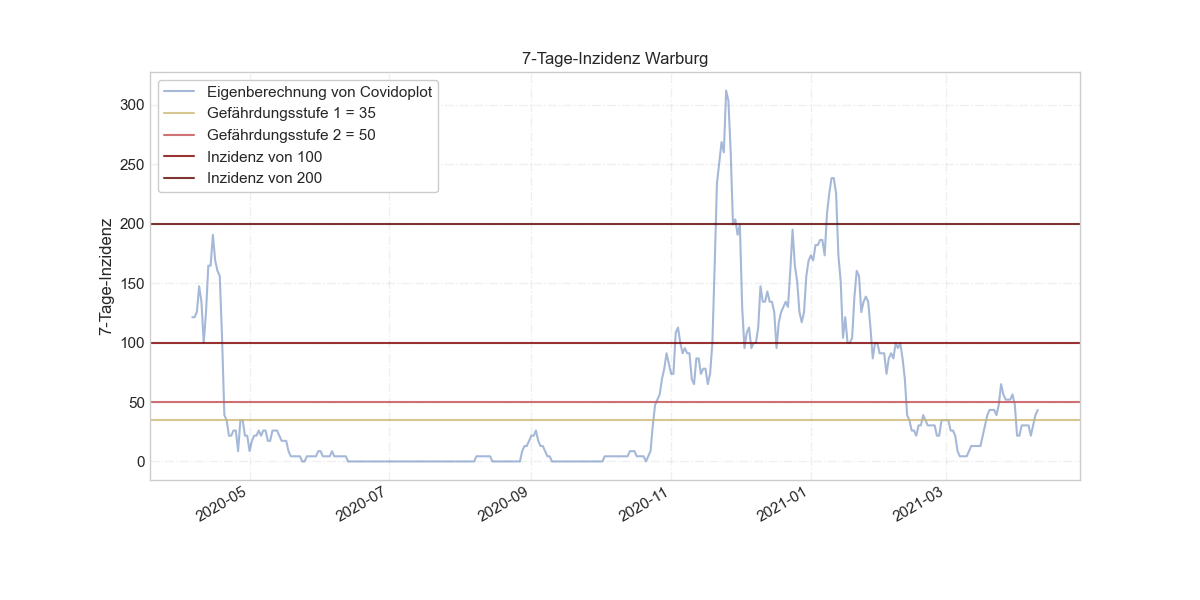 7-Tage-Inzidenz Warburg
Eigenberechnung von Covidoplot
Gefährdungsstufe 1 = 35
Gefährdungsstufe 2 = 50
Inzidenz von 100
Inzidenz von 200
7-Tage-Inzidenz
300
250
200
150
100
50
0
2020-05
2020-07
2020-09
2020-11
2021-01
2021-03